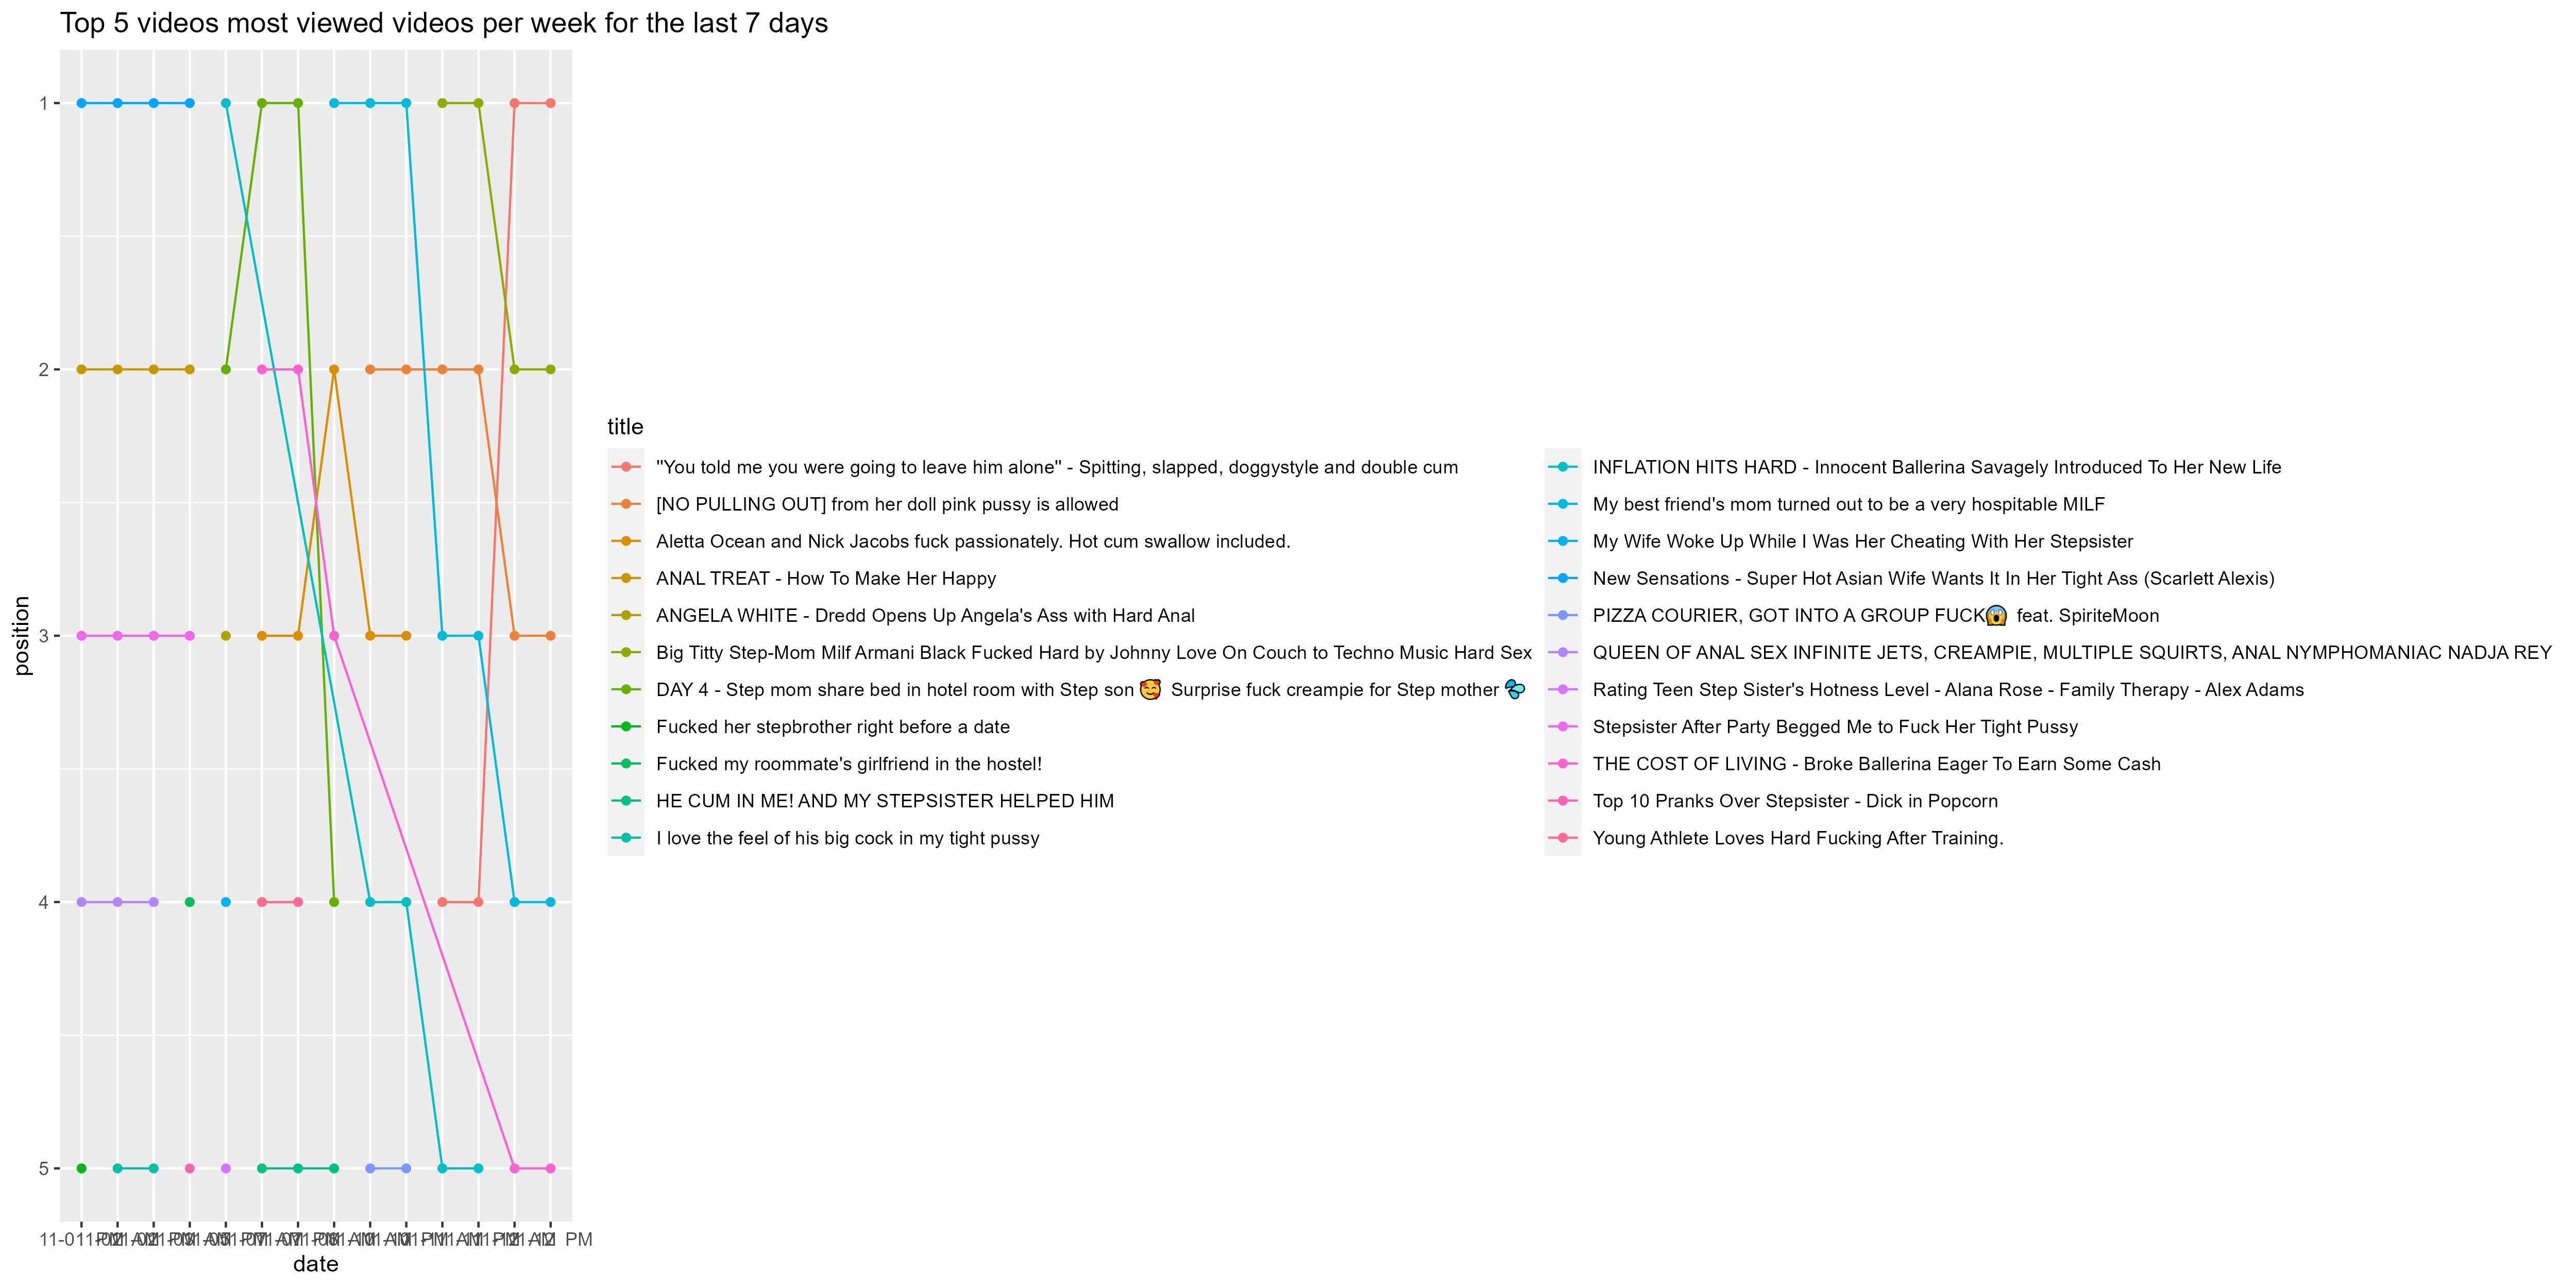 Top 5 videos most viewed videos per week for the last 7 days
position
1
2
3
4
5
date
title
"You told me you were going to leave him alone" - Spitting, slapped, doggystyle and double cum
[NO PULLING OUT] from her doll pink pussy is allowed
Aletta Ocean and Nick Jacobs fuck passionately. Hot cum swallow included.
ANAL TREAT - How To Make Her Happy
ANGELA WHITE - Dredd Opens Up Angela's Ass with Hard Anal
Big Titty Step-Mom Milf Armani Black Fucked Hard by Johnny Love On Couch to Techno Music Hard Sex
DAY 4 - Step mom share bed in hotel room with Step son 🥰 Surprise fuck creampie for Step mother 💦
Fucked her stepbrother right before a date
Fucked my roommate's girlfriend in the hostel!
HE CUM IN ME! AND MY STEPSISTER HELPED HIM
I love the feel of his big cock in my tight pussy
INFLATION HITS HARD - Innocent Ballerina Savagely Introduced To Her New Life
My best friend's mom turned out to be a very hospitable MILF
My Wife Woke Up While I Was Her Cheating With Her Stepsister
New Sensations - Super Hot Asian Wife Wants It In Her Tight Ass (Scarlett Alexis)
PIZZA COURIER, GOT INTO A GROUP FUCK😱 feat. SpiriteMoon
QUEEN OF ANAL SEX INFINITE JETS, CREAMPIE, MULTIPLE SQUIRTS, ANAL NYMPHOMANIAC NADJA REY
Rating Teen Step Sister's Hotness Level - Alana Rose - Family Therapy - Alex Adams
Stepsister After Party Begged Me to Fuck Her Tight Pussy
THE COST OF LIVING - Broke Ballerina Eager To Earn Some Cash
Top 10 Pranks Over Stepsister - Dick in Popcorn
Young Athlete Loves Hard Fucking After Training.